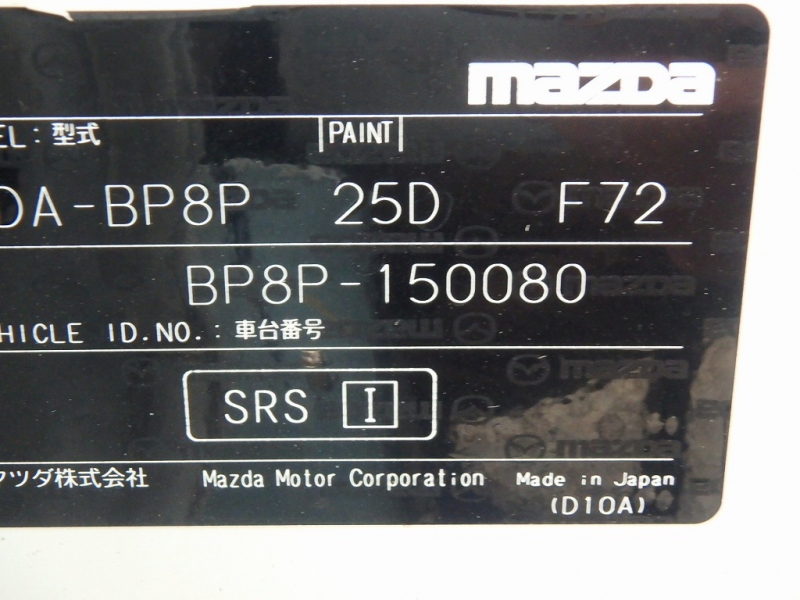 mazda
EL：型式 PAINT
DA-BP8P 25D F72
BP8P-150080
HICLE ID.NO.：車台番号
SRS I
ツダ株式会社 Mazda Motor Corporation Made in Japan
(D10A)